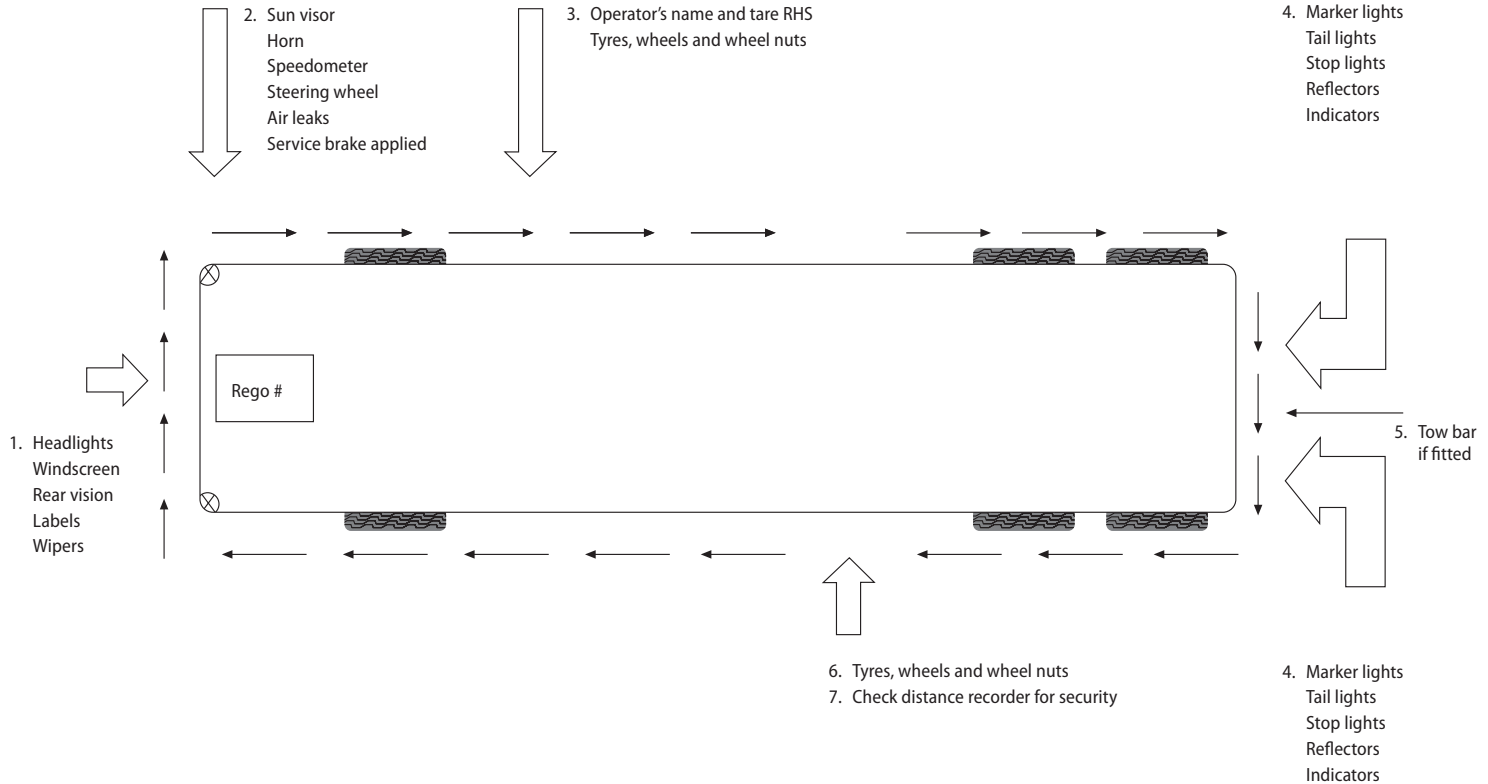 2. Sun visor
Horn
Speedometer
Steering wheel
Air leaks
Service brake applied
3. Operator's name and tare RHS
Tyres, wheels and wheel nuts
4. Marker lights
Tail lights
Stop lights
Reflectors
Indicators
Rego #
1. Headlights
Windscreen
Rear vision
Labels
Wipers
5. Tow bar
if fitted
6. Tyres, wheels and wheel nuts
7. Check distance recorder for security
4. Marker lights
Tail lights
Stop lights
Reflectors
Indicators